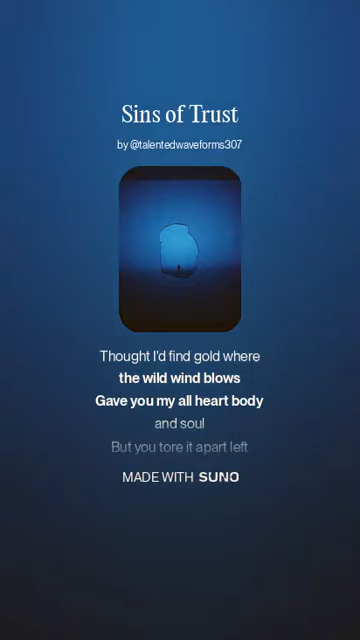 Sins of Trust
by @talentedwaveforms307
Thought I'd find gold where
the wild wind blows
Gave you my all heart body
and soul
But you tore it apart left
MADE WITH SUNO